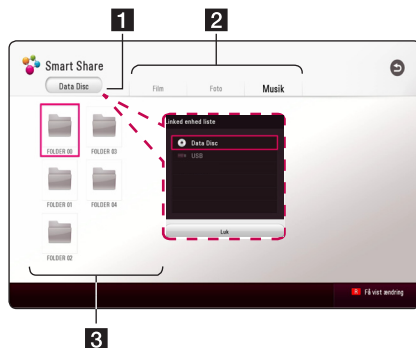 1
2
Smart Share
Data Disc
Film
Foto
Musik
Linked enhed liste
Data Disc
USB
Luk
FOLDER 00
FOLDER 03
FOLDER 01
FOLDER 04
FOLDER 02
R Få vist ændring
3